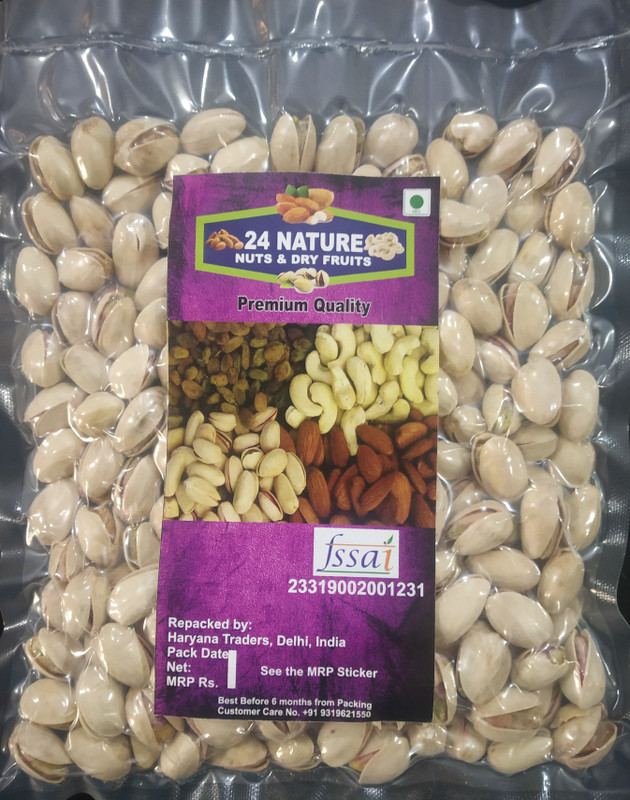 24 NATURE
NUTS & DRY FRUITS
Premium Quality
fssai
23319002001231
Repacked by:
Haryana Traders, Delhi, India
Pack Date
Net:
See the MRP Sticker
MRP Rs.
Best Before 6 months from Packing
Customer Care No. +91 9319621550